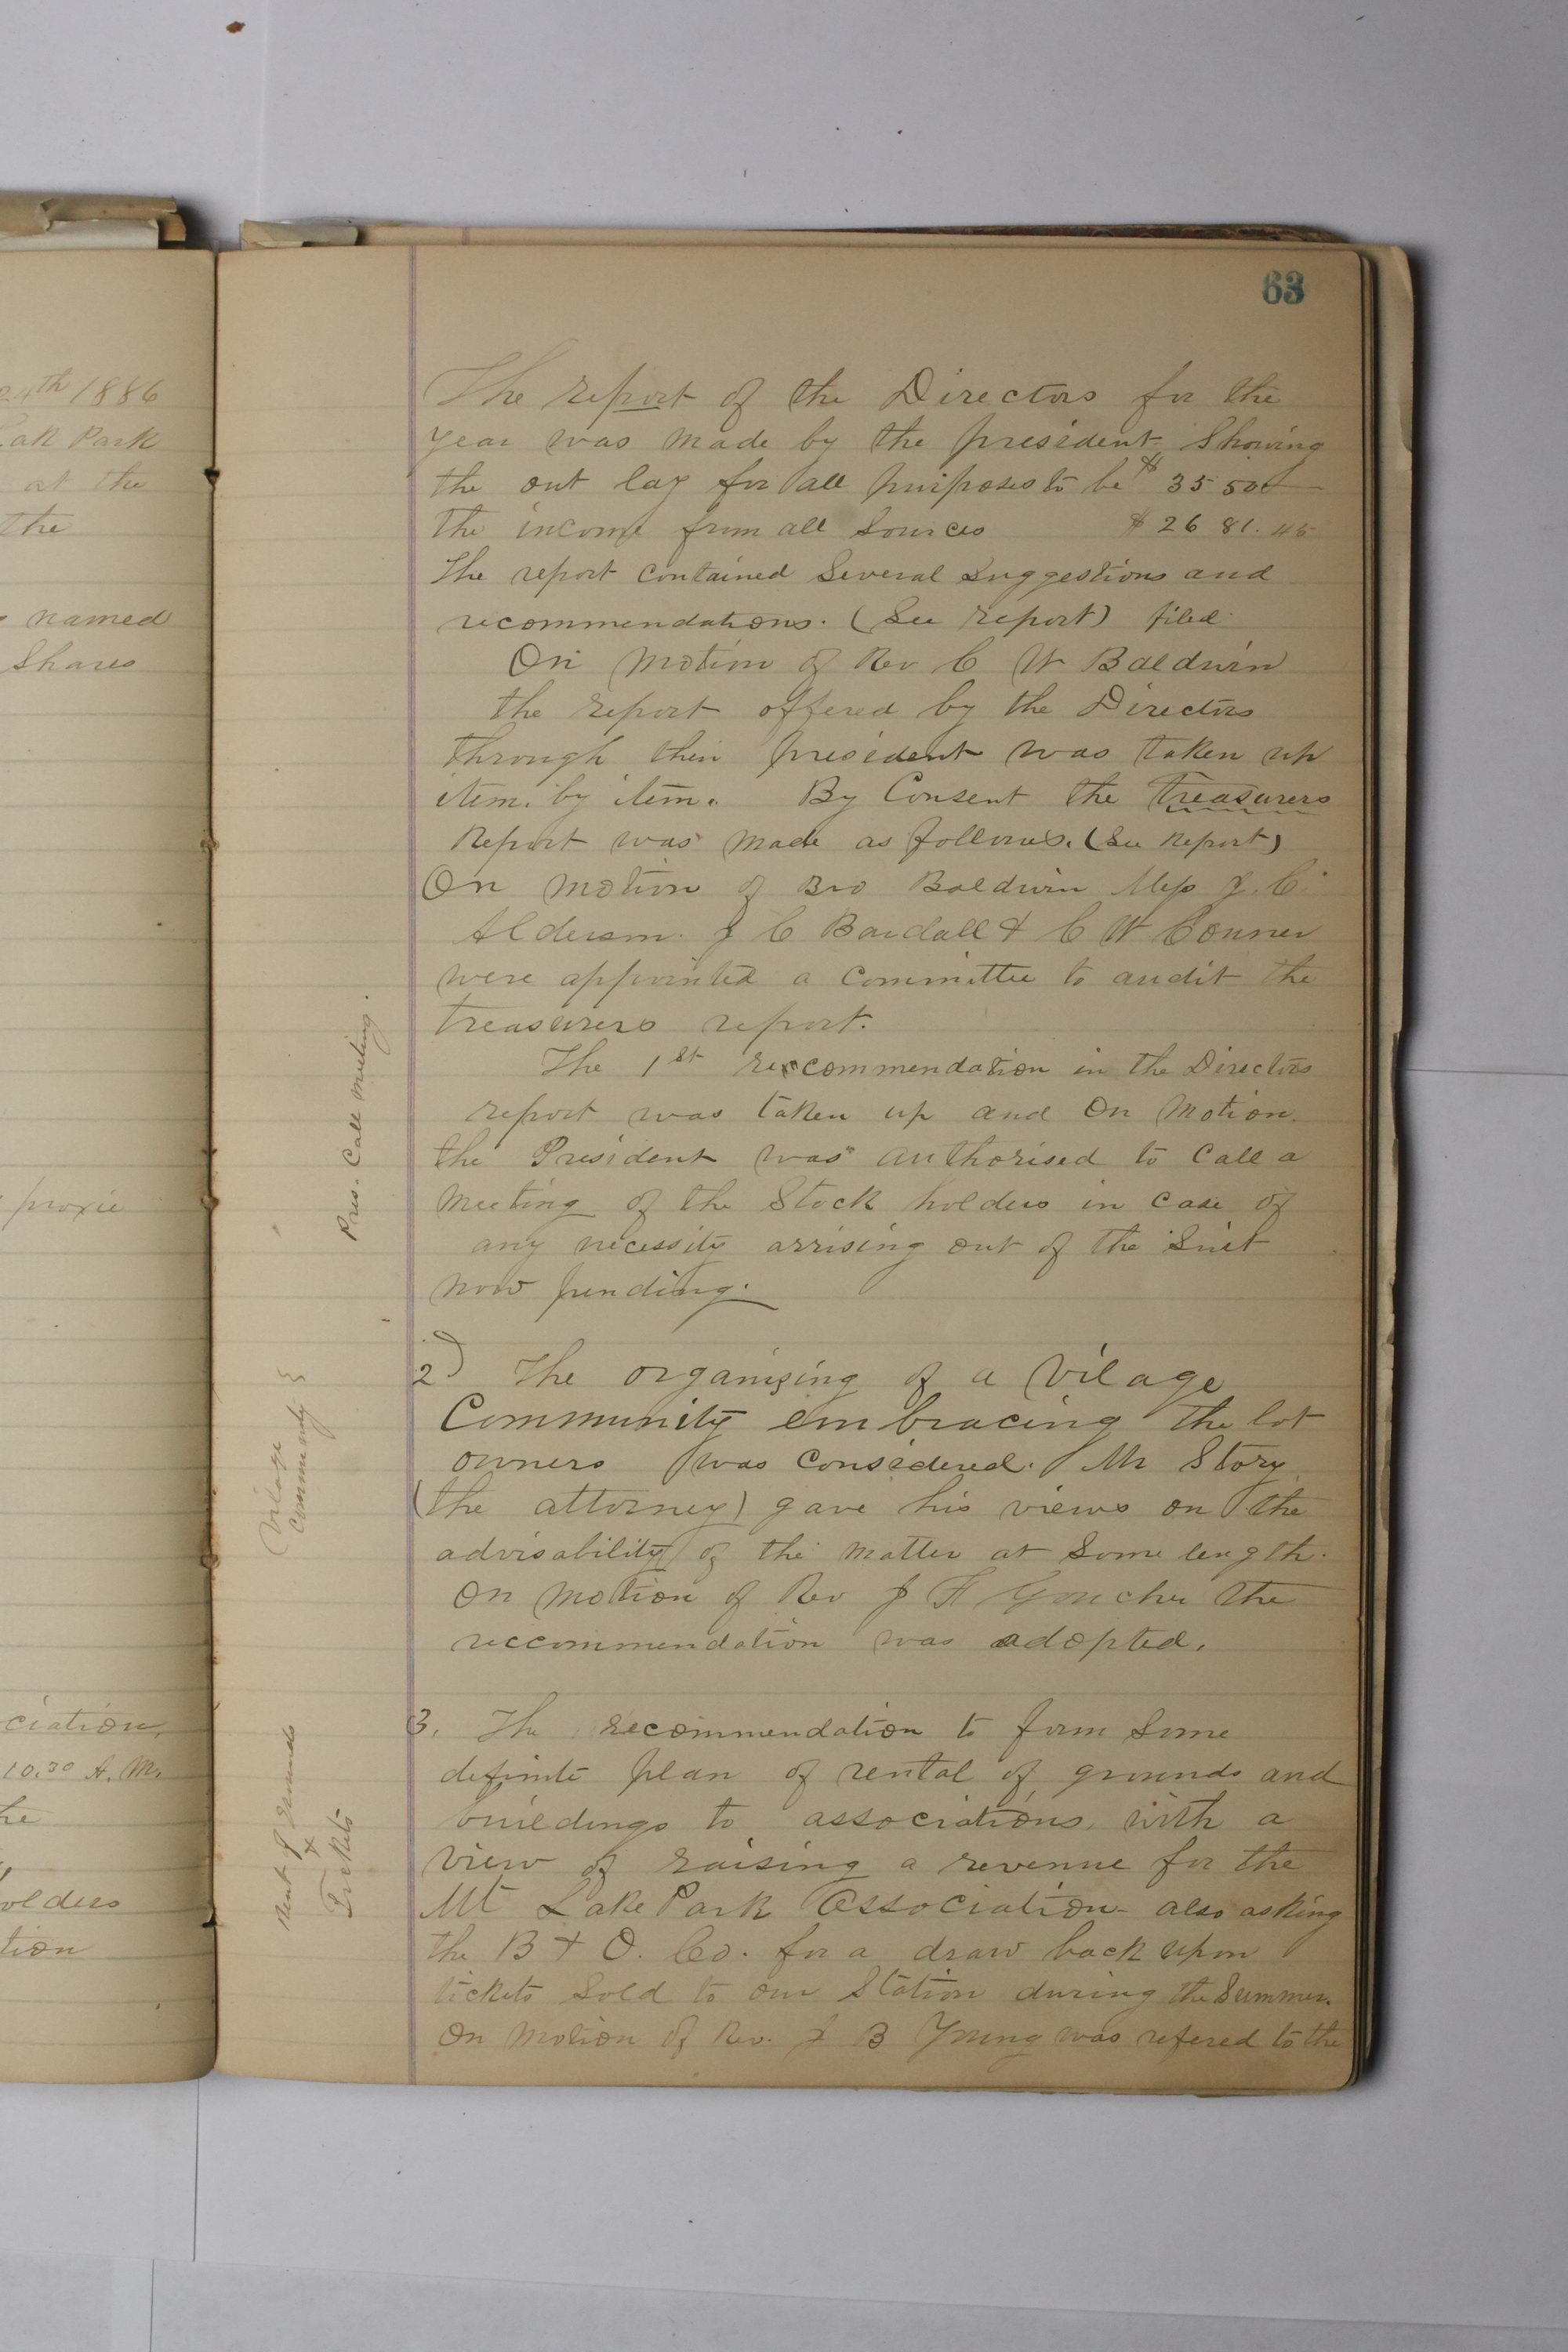 24th 1886
Lak Park
at the
the
named
Shares
proxie
ciation,
10.30 A. M.
he
olders
tion
63
The report of the Directors for the
year was made by the president showing
the out lay for all purposes to be $ 35 500
the income from all Sources $ 26 81. 45
The report contained Several Suggestions and
recommendations. (See report) filed
On motion of Rev C W Baldwin
the report offered by the Directors
through their president was taken up
item. by item. By Consent the Treasurers
Report was made as follows. (See Report)
On motion of Bro Baldwin Mess J. C.
Alderson. J C Bardall & C W Conner
were appointed a Committee to audit the
treasurers report.
The 1st reccommendation in the Directors
report was taken up and On motion.
the President was authorised to Call a
Meeting of the Stock holders in Case of
any necessity arrising out of the Suit
now pending.
2) The organizing of a Vilage
Community embracing the lot
owners was Considered. Mr Story
(the attorney) gave his views on the
advisability of the matter at Some length.
On motion of Rev J F Goucher the
reccommendation was adopted.
3. The recommendation to form Some
definite plan of rental of grounds and
buildings to associations, with a
view of raising a revenue for the
Mt Lake Park Association - also asking
the B & O. Co. for a draw back upon
tickets Sold to our Station during the Summer.
On motion of Rev. J B Young was refered to the
Pres. Call meeting.
Vilage
Community }
Rent of Grounds
&
Tickets